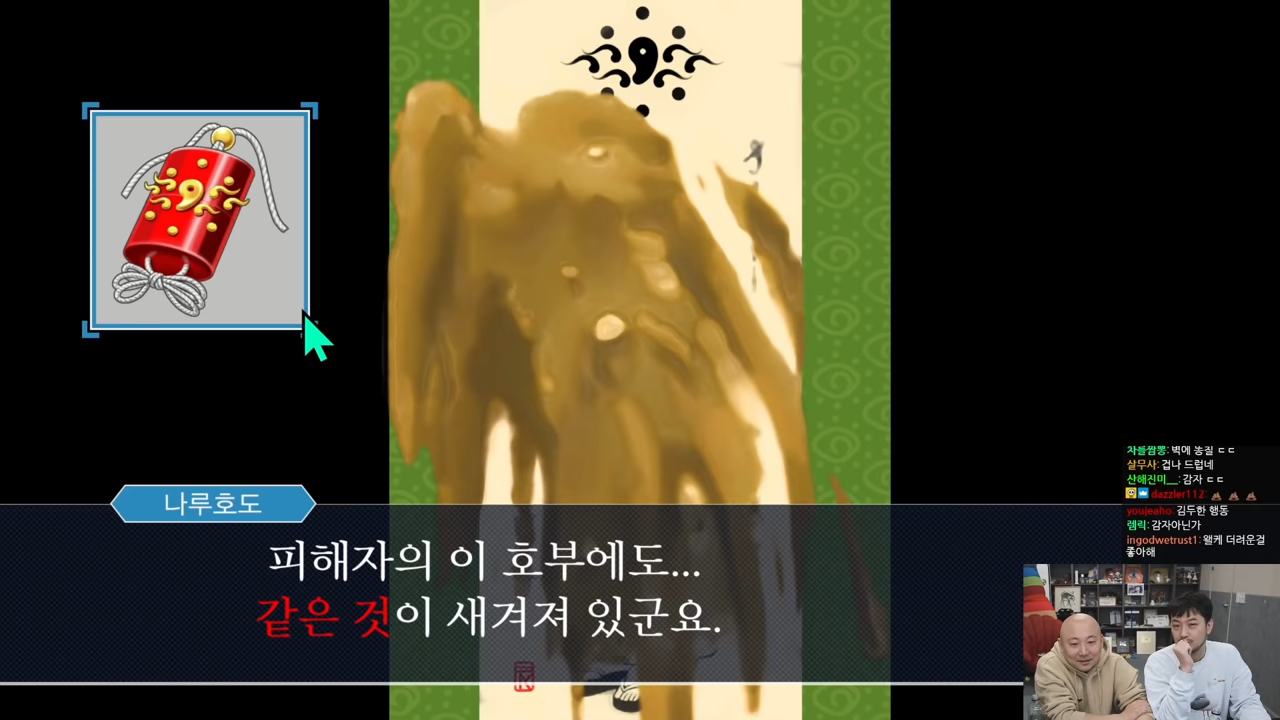 나루호도
피해자의 이 호부에도...
같은 것이 새겨져 있군요.
차돌짬뽕: 벽에 똥칠 ㄷㄷ
살무사: 겁나 드럽네
산해진미__: 감자 ㄷㄷ
dazzler112:
youjeaho: 김두한 행동
렘릭: 감자아닌가
ingodwetrust1: 왤케 더려운걸
좋아해